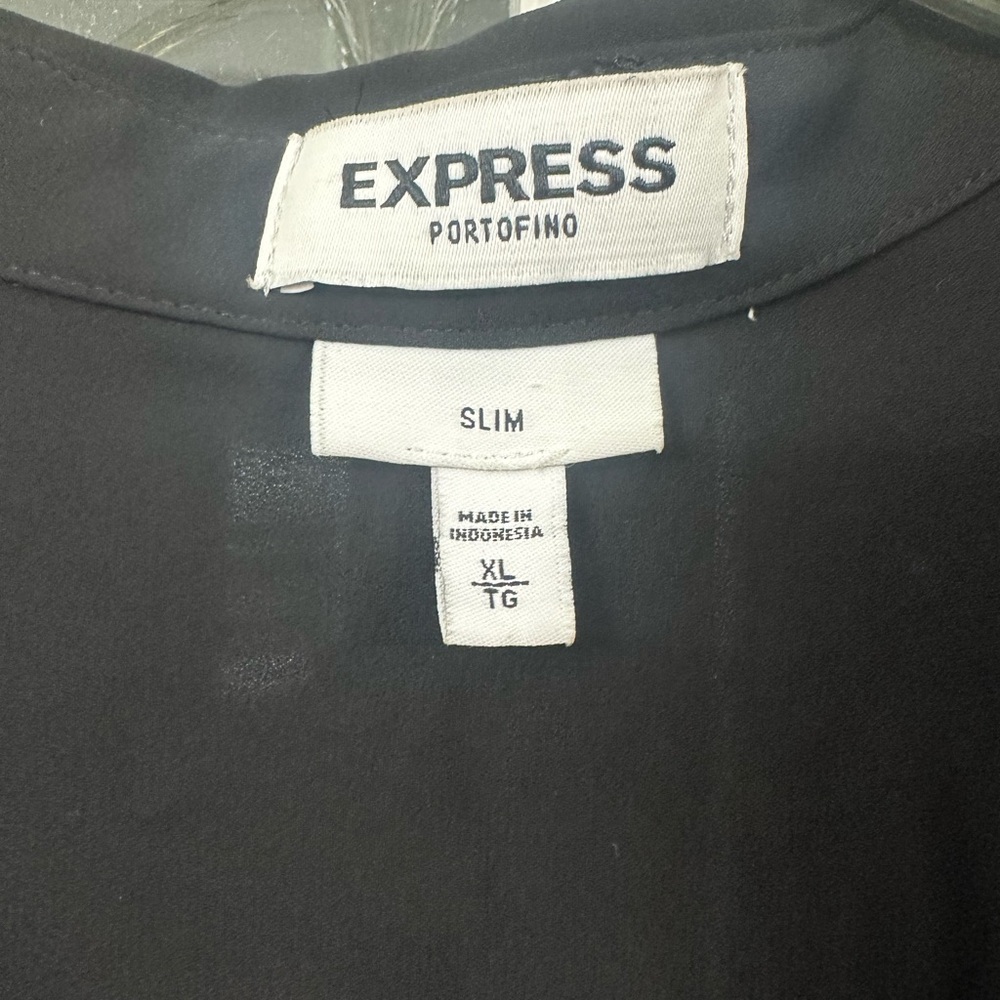 EXPRESS
PORTOFINO
SLIM
MADE IN
INDONESIA
XL
TG